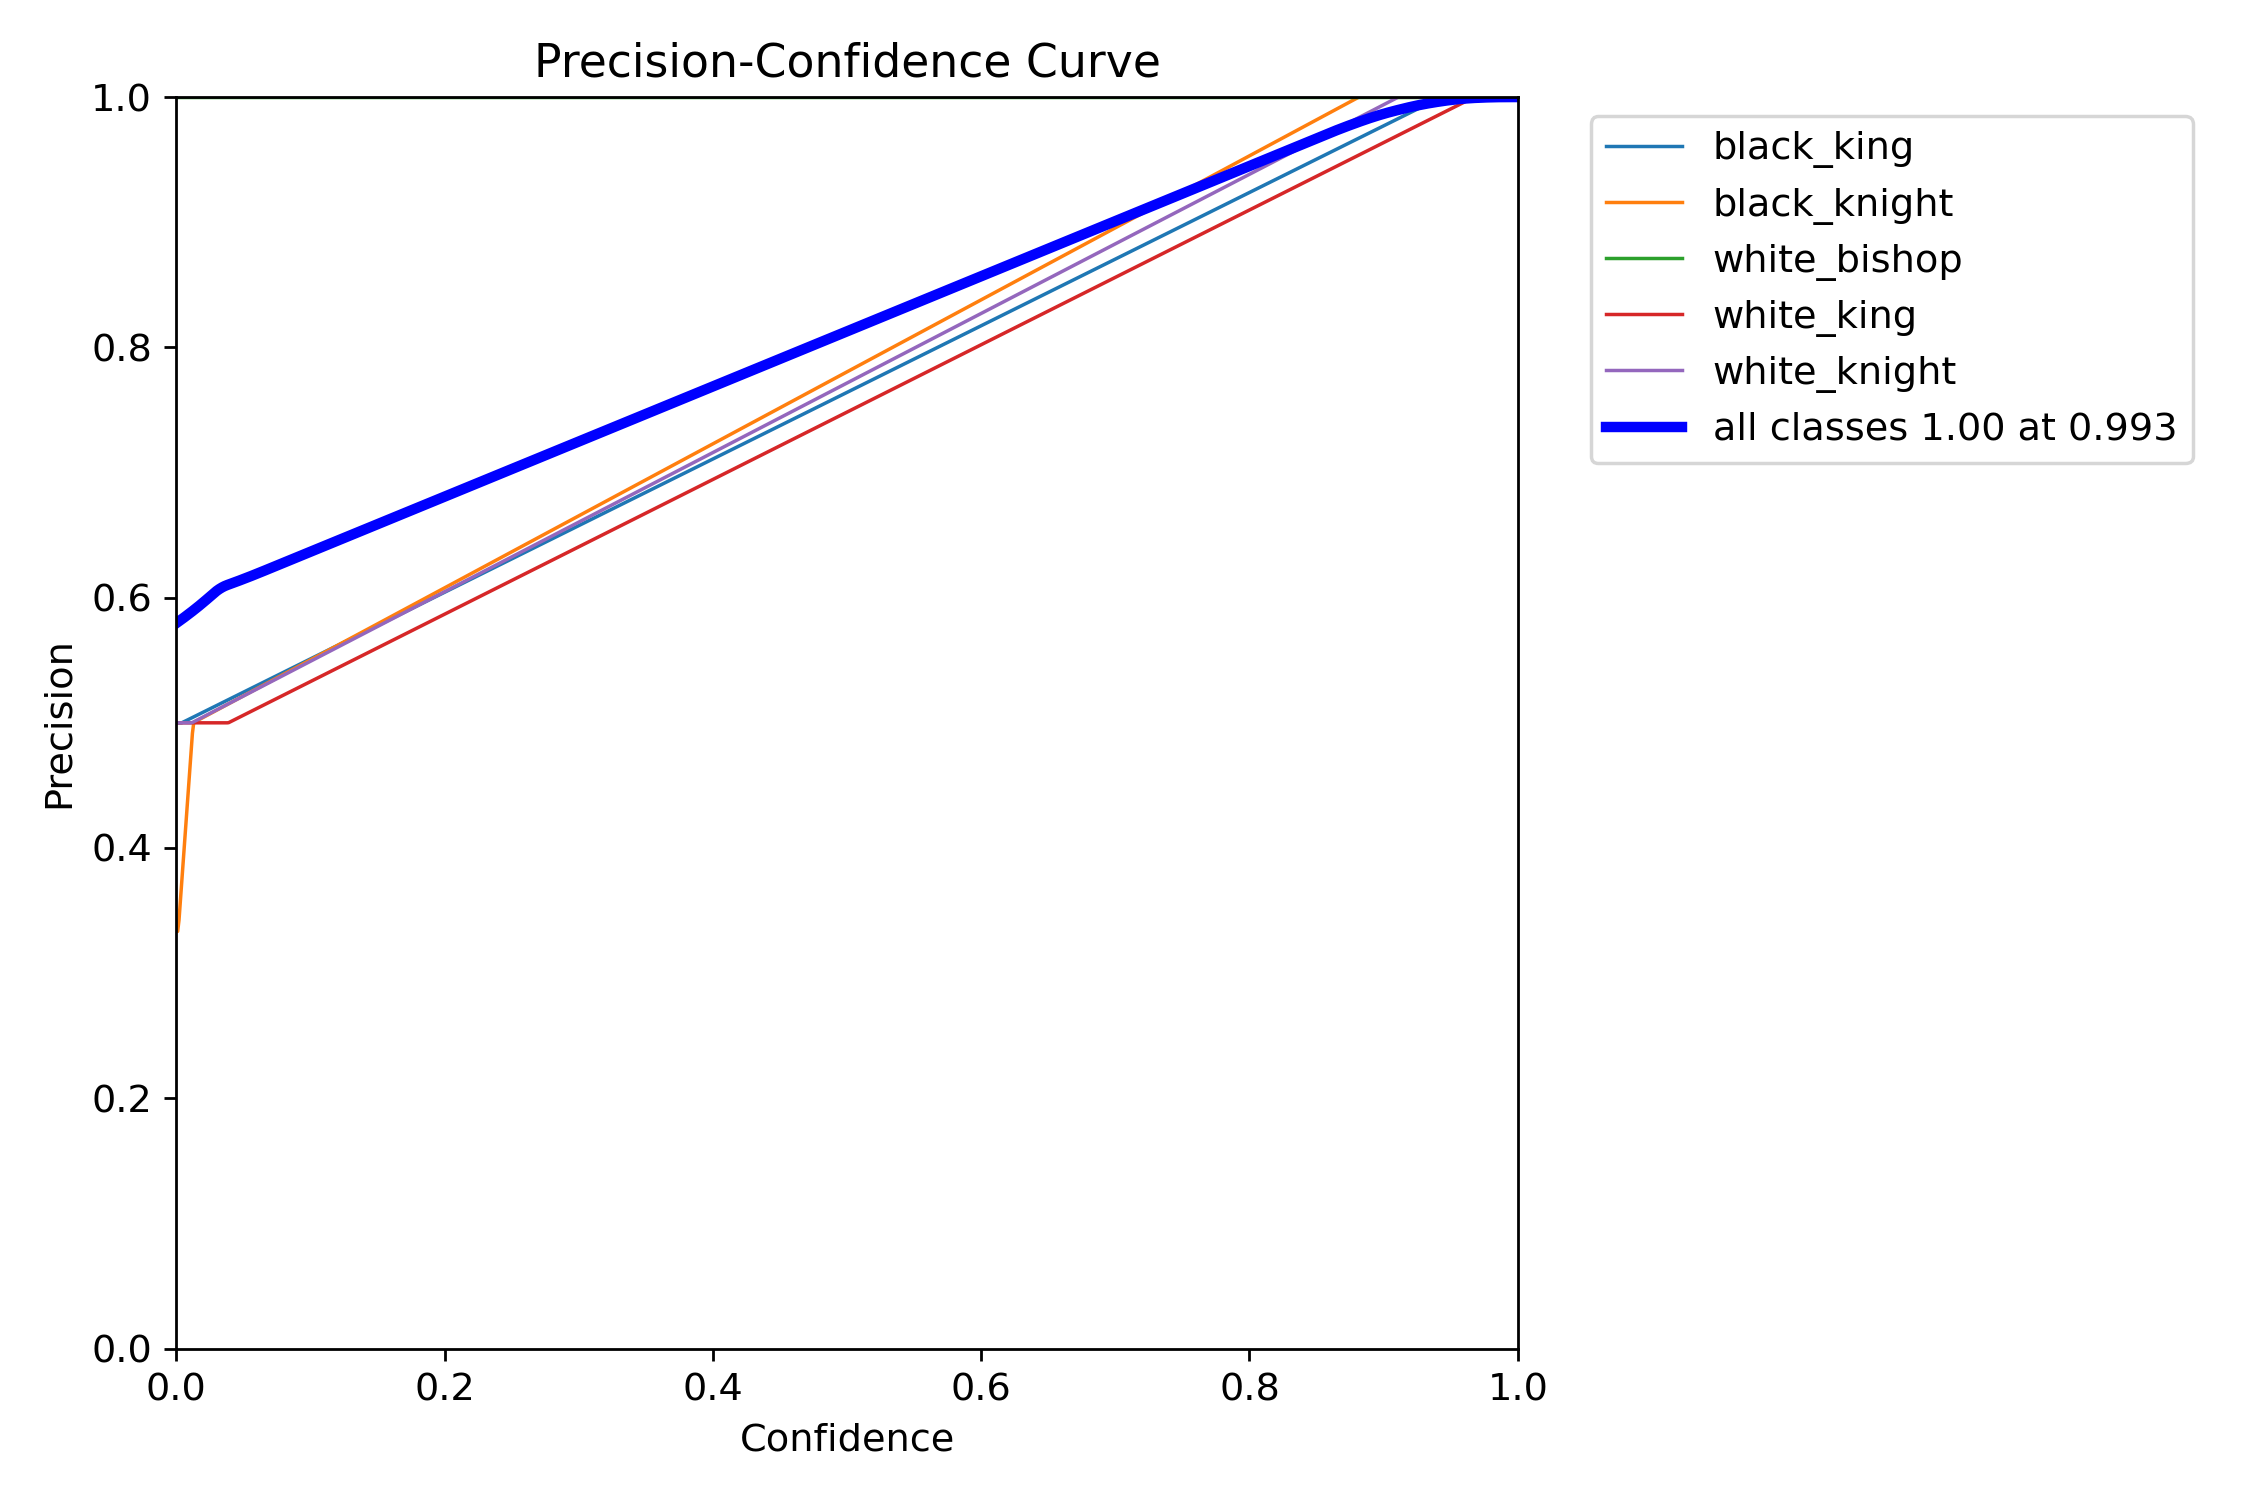 Precision-Confidence Curve
1.0
0.8
0.6
0.4
0.2
0.0
Precision
0.0 0.2 0.4 0.6 0.8 1.0
Confidence
black_king
black_knight
white_bishop
white_king
white_knight
all classes 1.00 at 0.993